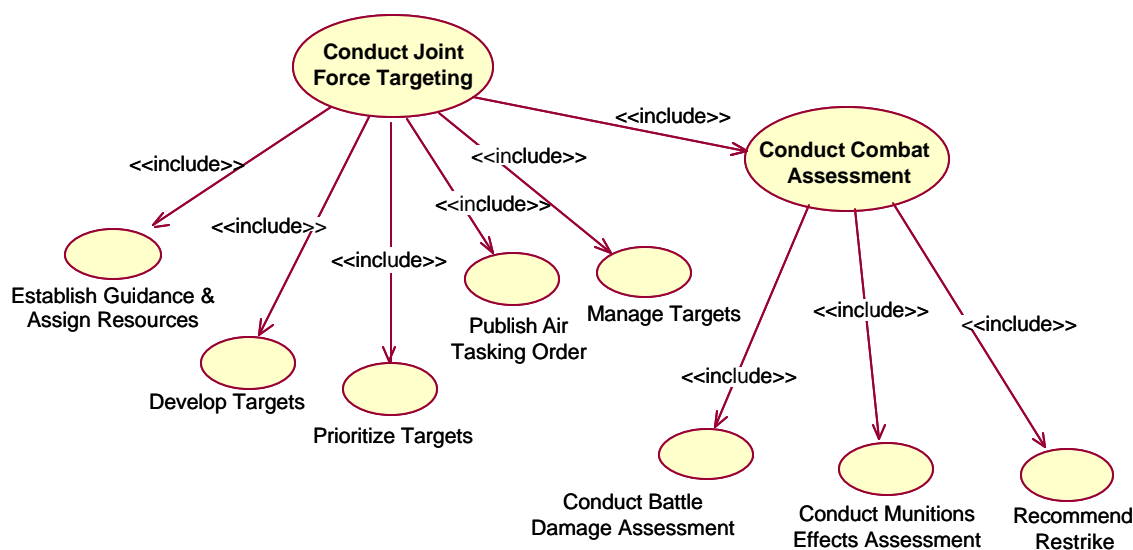 Conduct Joint
Force Targeting
<<include>>
Conduct Combat
Assessment
<<include>>
<<include>>
<<include>>
<<include>>
<<include>>
Establish Guidance &
Assign Resources
Develop Targets
Prioritize Targets
Publish Air
Tasking Order
Manage Targets
<<include>>
<<include>>
<<include>>
Conduct Battle
Damage Assessment
Conduct Munitions
Effects Assessment
Recommend
Restrike